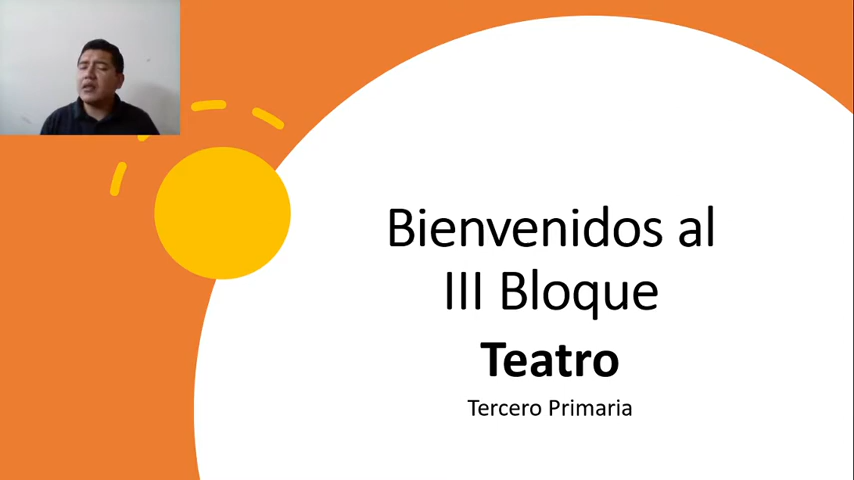 Bienvenidos al
III Bloque
Teatro
Tercero Primaria